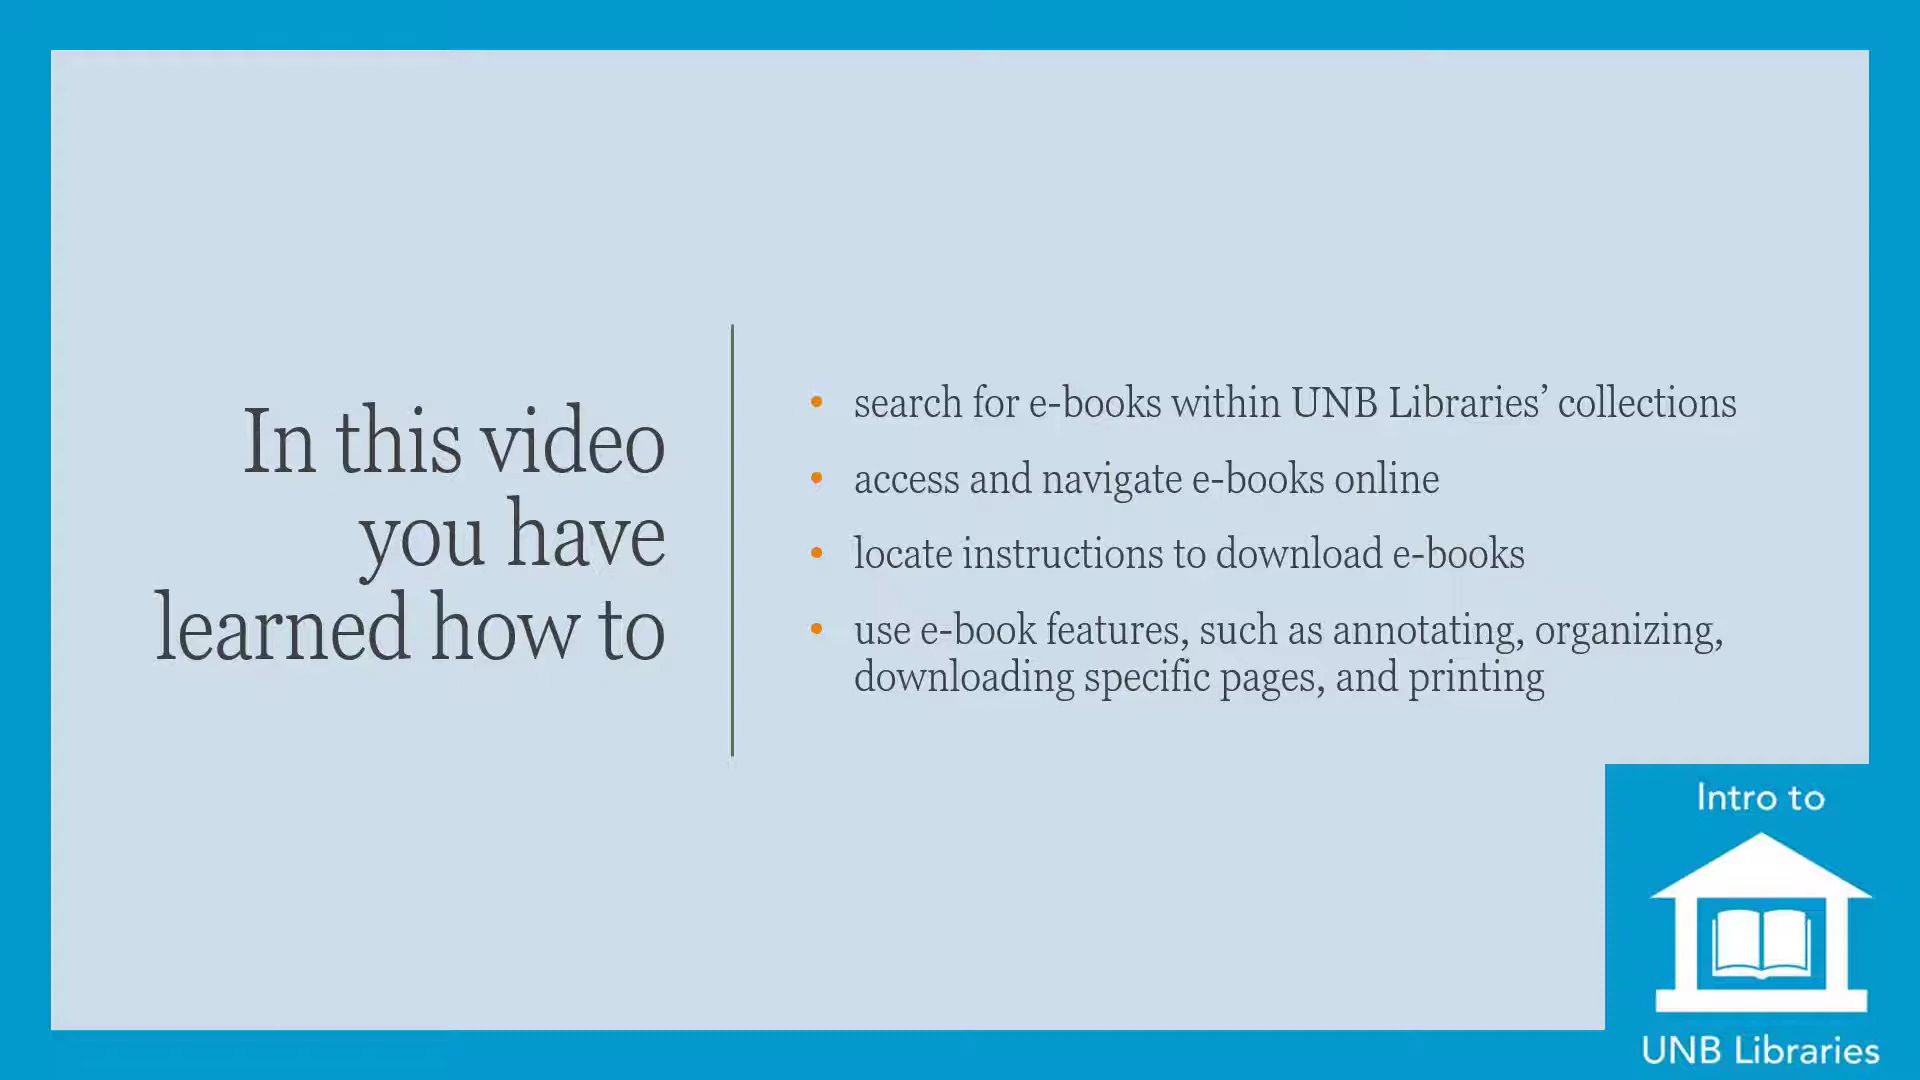 In this video
you have
learned how to
• search for e-books within UNB Libraries’ collections
• access and navigate e-books online
• locate instructions to download e-books
• use e-book features, such as annotating, organizing,
downloading specific pages, and printing
Intro to
UNB Libraries